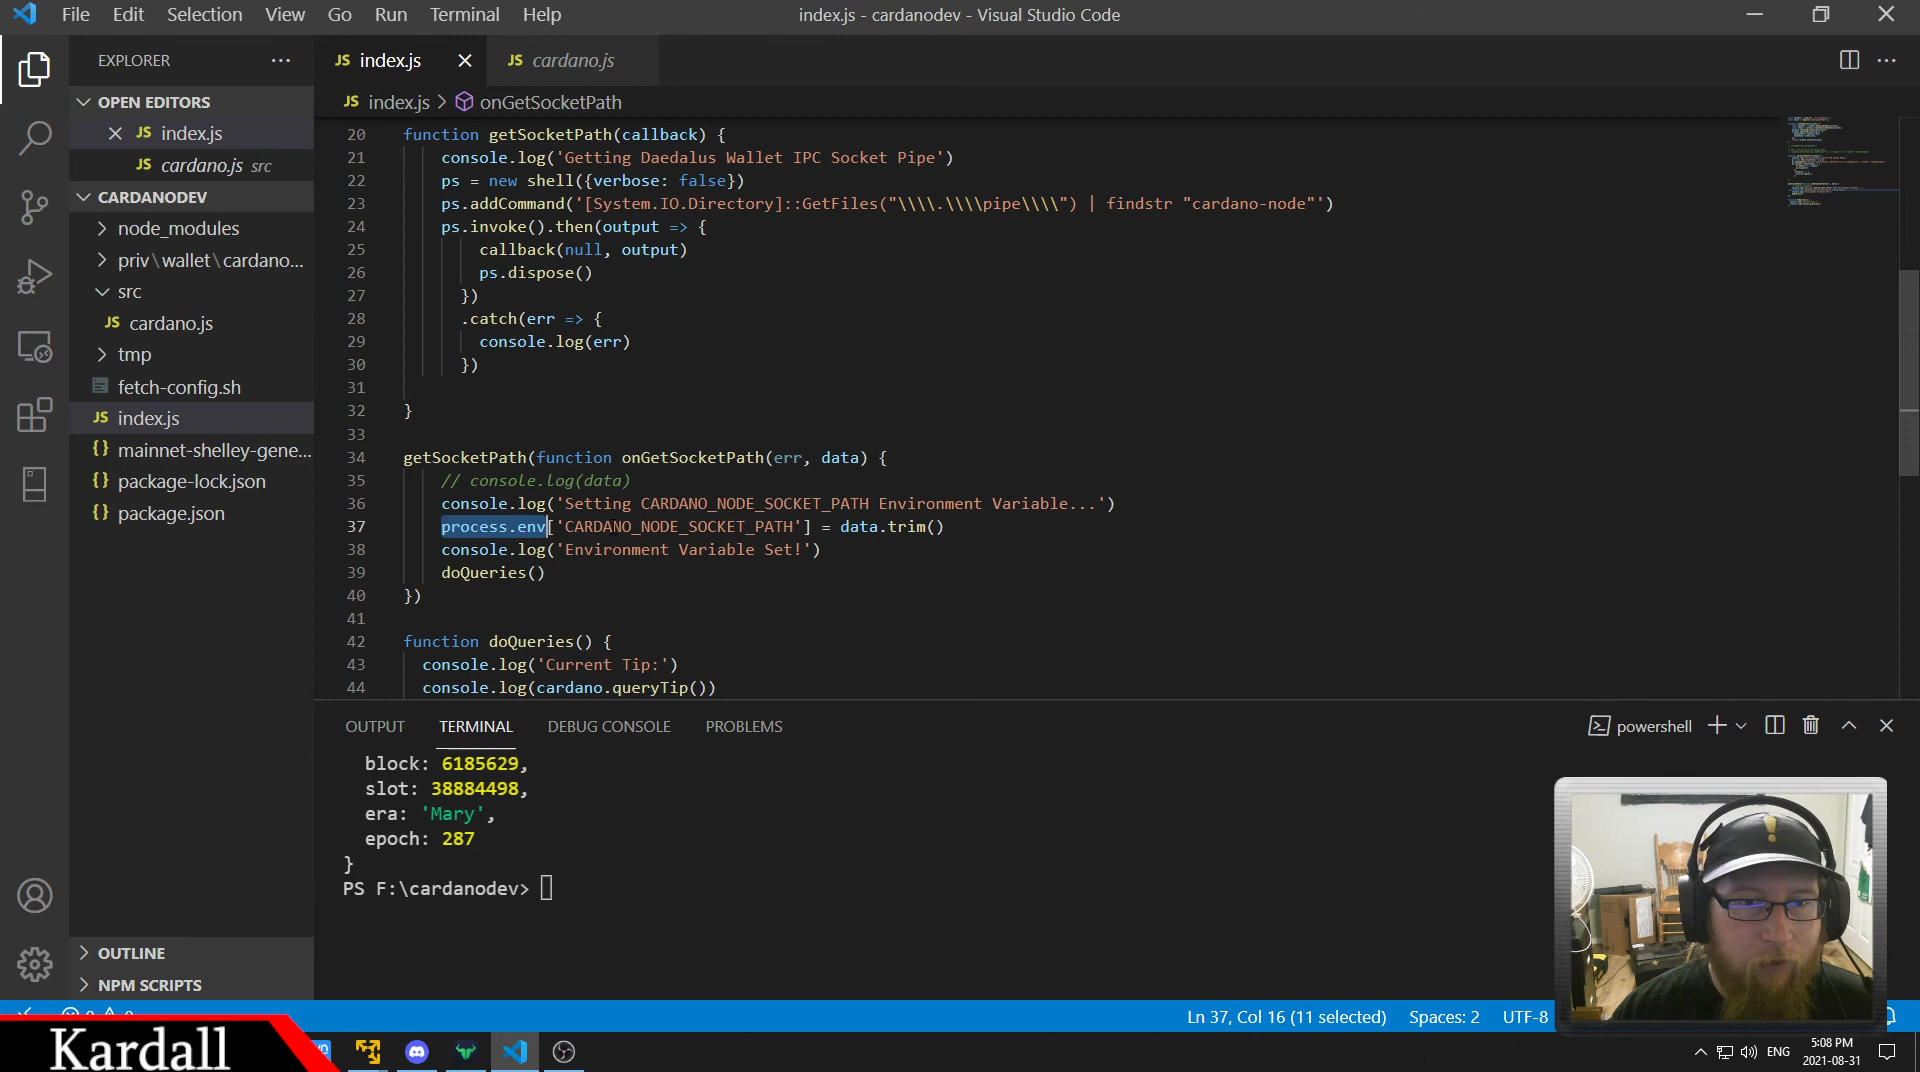 File Edit Selection View Go Run Terminal Help
index.js - cardanodev - Visual Studio Code
EXPLORER
OPEN EDITORS
JS index.js
JS cardano.js src
CARDANODEV
node_modules
priv\wallet\cardano...
src
JS cardano.js
tmp
fetch-config.sh
JS index.js
{} mainnet-shelley-gene...
{} package-lock.json
{} package.json
OUTLINE
NPM SCRIPTS
JS index.js
JS cardano.js
JS index.js > onGetSocketPath
20 function getSocketPath(callback) {
21 console.log('Getting Daedalus Wallet IPC Socket Pipe')
22 ps = new shell({verbose: false})
23 ps.addCommand('[System.IO.Directory]::GetFiles("\\\\.\\\\pipe\\\\") | findstr "cardano-node"')
24 ps.invoke().then(output => {
25 callback(null, output)
26 ps.dispose()
27 })
28 .catch(err => {
29 console.log(err)
30 })
31
32 }
33
34 getSocketPath(function onGetSocketPath(err, data) {
35 // console.log(data)
36 console.log('Setting CARDANO_NODE_SOCKET_PATH Environment Variable...')
37 process.env['CARDANO_NODE_SOCKET_PATH'] = data.trim()
38 console.log('Environment Variable Set!')
39 doQueries()
40 })
41
42 function doQueries() {
43 console.log('Current Tip:')
44 console.log(cardano.queryTip())
OUTPUT TERMINAL DEBUG CONSOLE PROBLEMS
powershell
block: 6185629,
slot: 38884498,
era: 'Mary',
epoch: 287
}
PS F:\cardanodev>
Ln 37, Col 16 (11 selected) Spaces: 2 UTF-8
Kardall
ENG
5:08 PM
2021-08-31